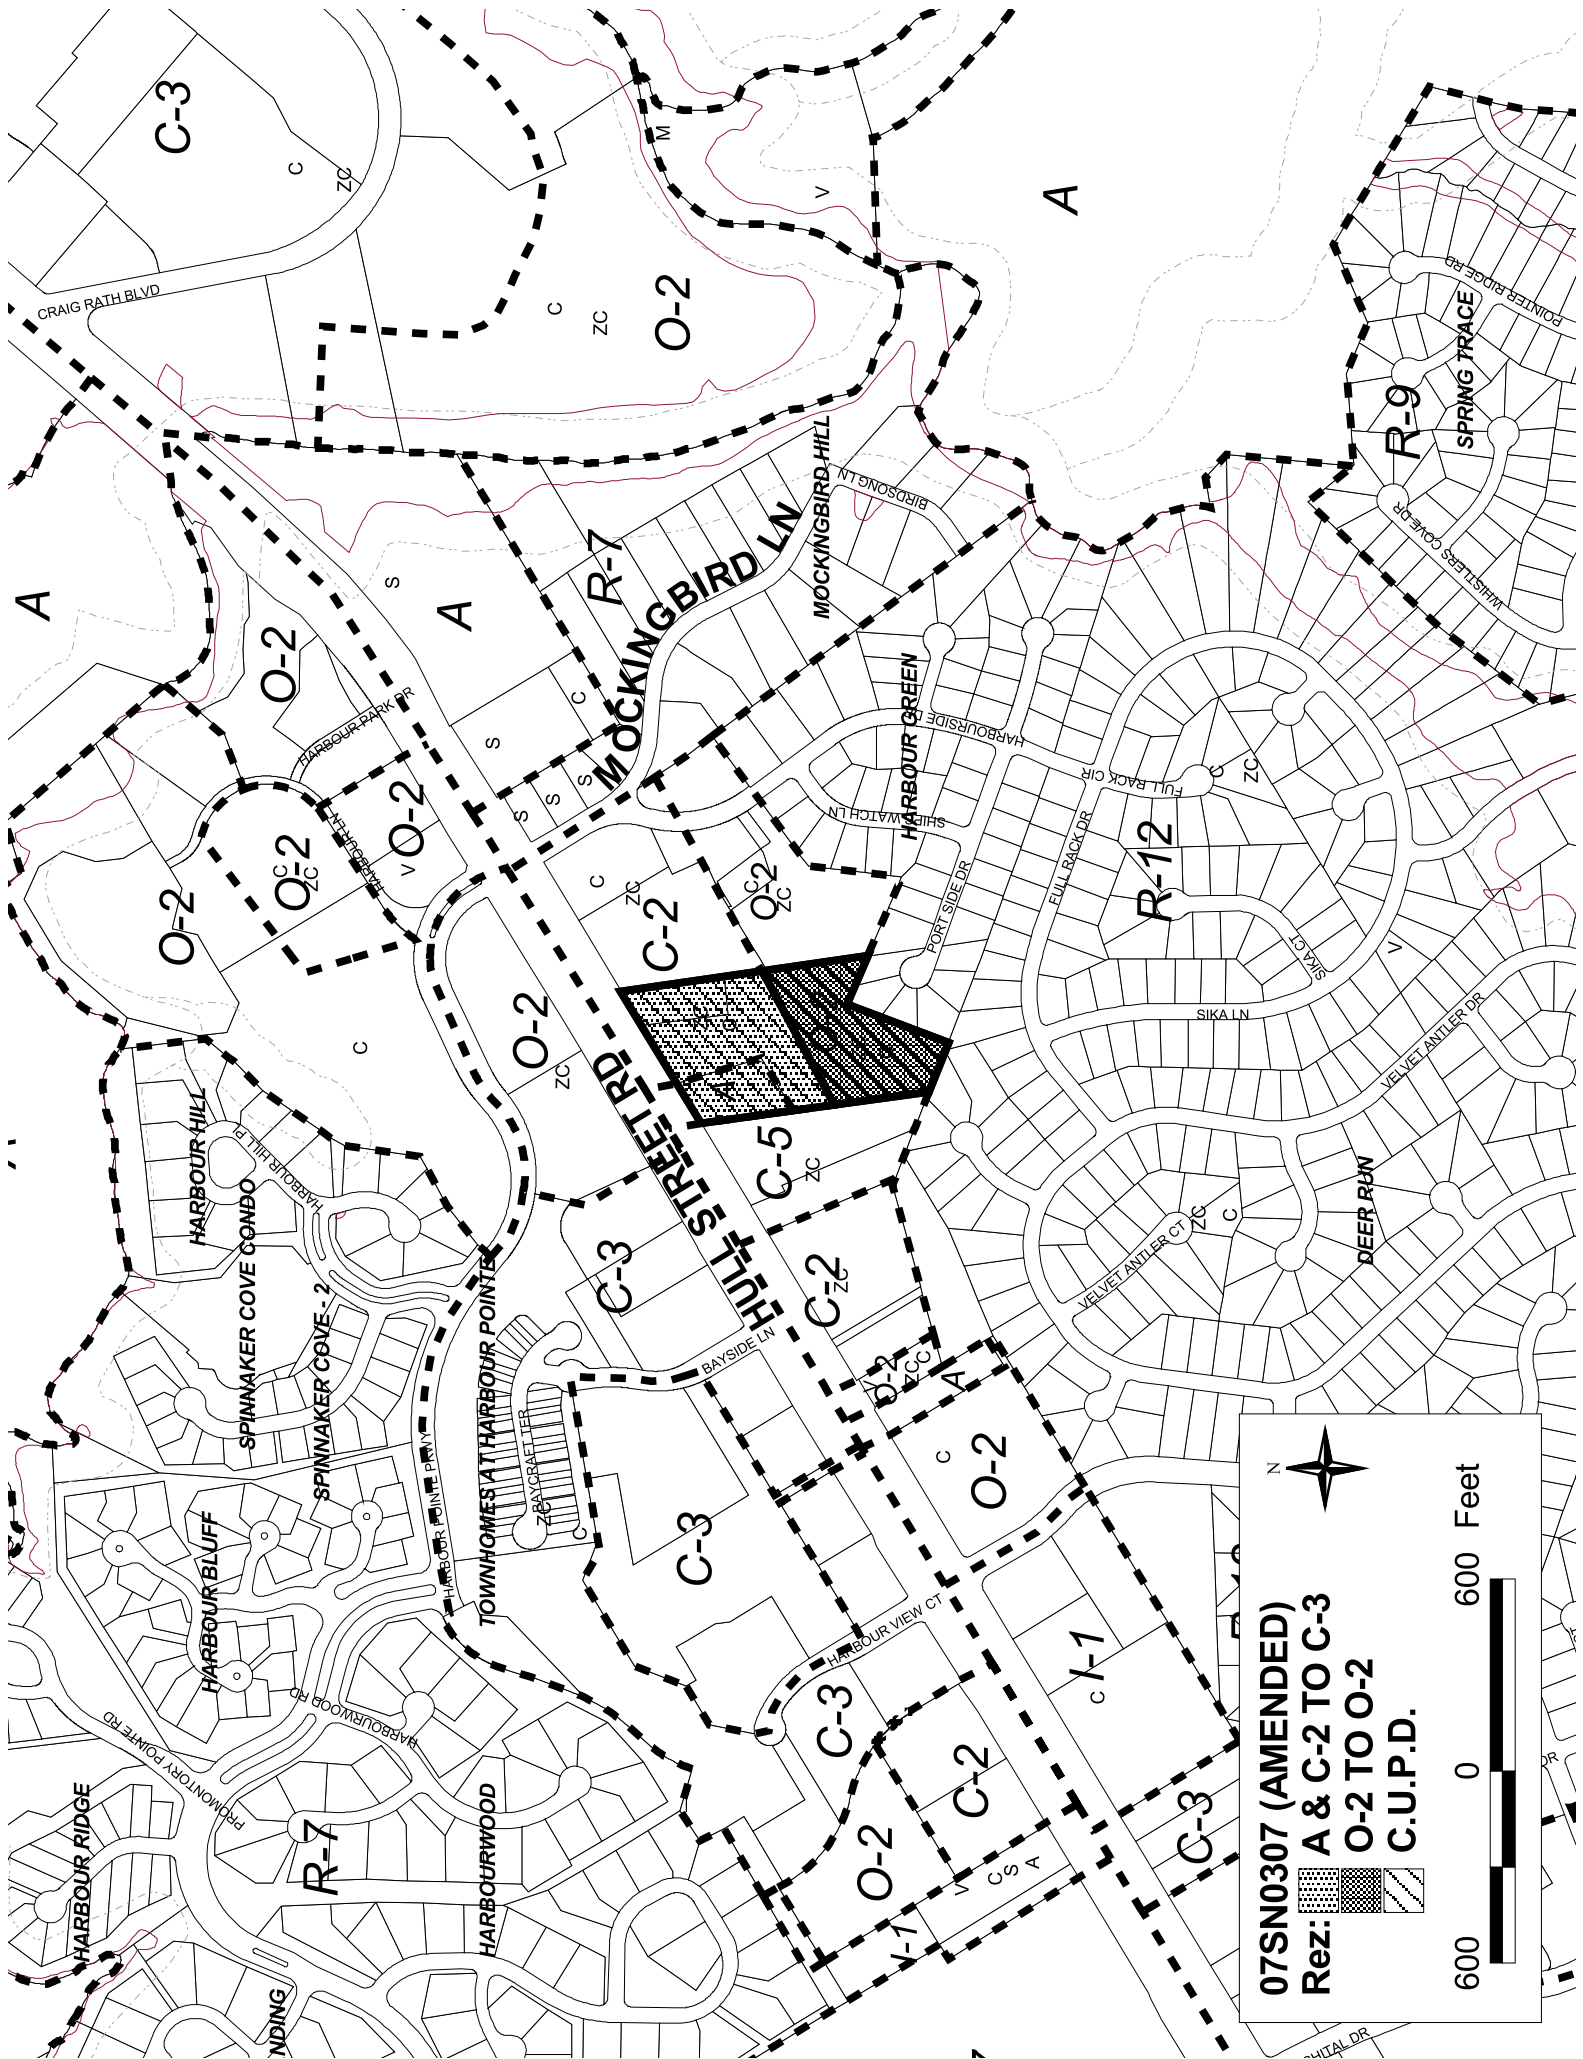 C-3
C
ZC
CRAIG RATH BLVD
M
V
A
C
ZC
O-2
POINTER RIDGE RD
SPRING TRACE
R-9
WHISTLERS COVE DR
A
S
A
O-2
HARBOUR PARK DR
R-7
MOCKINGBIRD LN
MOCKINGBIRD HILL
BIRDSONG LN
C
S
S
S
S
HARBOUR GREEN
HARBOURSIDE DR
SHIPS WATCH LN
PORT SIDE DR
FULL RACK CIR
FULL RACK DR
C
ZC
R-12
SIKA CT
SIKA LN
V
VELVET ANTLER DR
O-2
O-2
C
ZC
HARBOUR LN
V
O-2
C
ZC
C-2
O-2
C
ZC
O-2
ZC
C
A
HULL STREET RD
C-5
ZC
C-3
C-2
ZC
BAYSIDE LN
O-2
ZC
C
A
VELVET ANTLER CT
ZC
C
DEER RUN
HARBOUR HILL
HARBOUR HILL PL
SPINNAKER COVE CONDO
SPINNAKER COVE - 2
TOWNHOMES AT HARBOUR POINTE
BAYCRAFT TER
ZC
C
HARBOUR POINTE PKWY
HARBOUR BLUFF
HARBOURWOOD RD
PROMONTORY POINTE RD
HARBOUR RIDGE
R-7
HARBOURWOOD
NDING
C-3
HARBOUR VIEW CT
C-3
C
O-2
C
I-1
C-2
O-2
V
C
S
A
I-1
C-3
N
07SN0307 (AMENDED)
Rez: A & C-2 TO C-3
O-2 TO O-2
C.U.P.D.
600 0 600 Feet